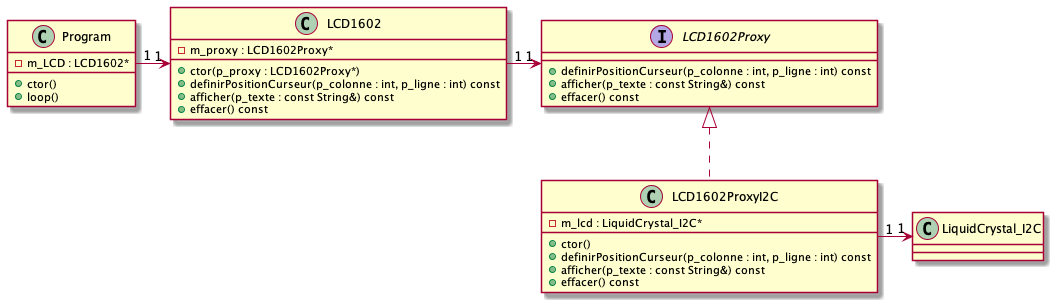 C Program
m_LCD : LCD1602*
ctor()
loop()
1 1
C LCD1602
m_proxy : LCD1602Proxy*
ctor(p_proxy : LCD1602Proxy*)
definirPositionCurseur(p_colonne : int, p_ligne : int) const
afficher(p_texte : const String&) const
effacer() const
1 1
I LCD1602Proxy
definirPositionCurseur(p_colonne : int, p_ligne : int) const
afficher(p_texte : const String&) const
effacer() const
C LCD1602ProxyI2C
m_lcd : LiquidCrystal_I2C*
ctor()
definirPositionCurseur(p_colonne : int, p_ligne : int) const
afficher(p_texte : const String&) const
effacer() const
1 1
C LiquidCrystal_I2C